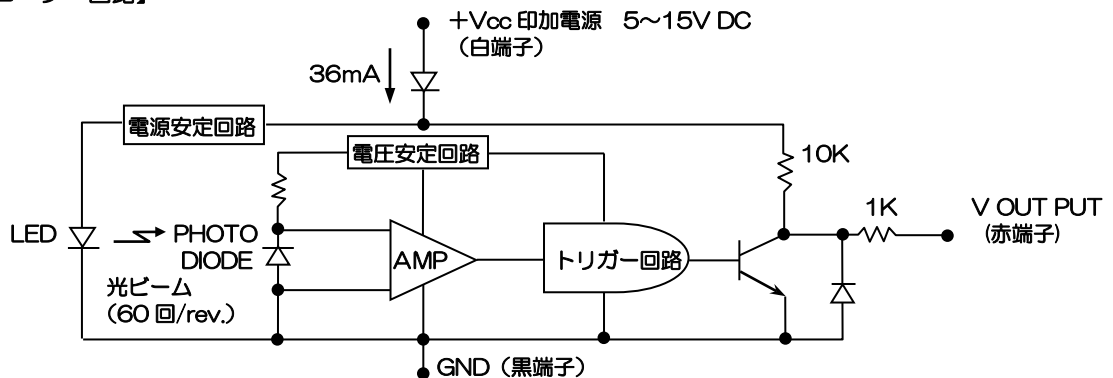 +Vcc 印加電源 5～15V DC
(白端子)
36mA
電源安定回路
電圧安定回路
10K
1K
V OUT PUT
(赤端子)
LED
PHOTO
DIODE
AMP
トリガー回路
光ビーム
(60 回/rev.)
GND (黒端子)